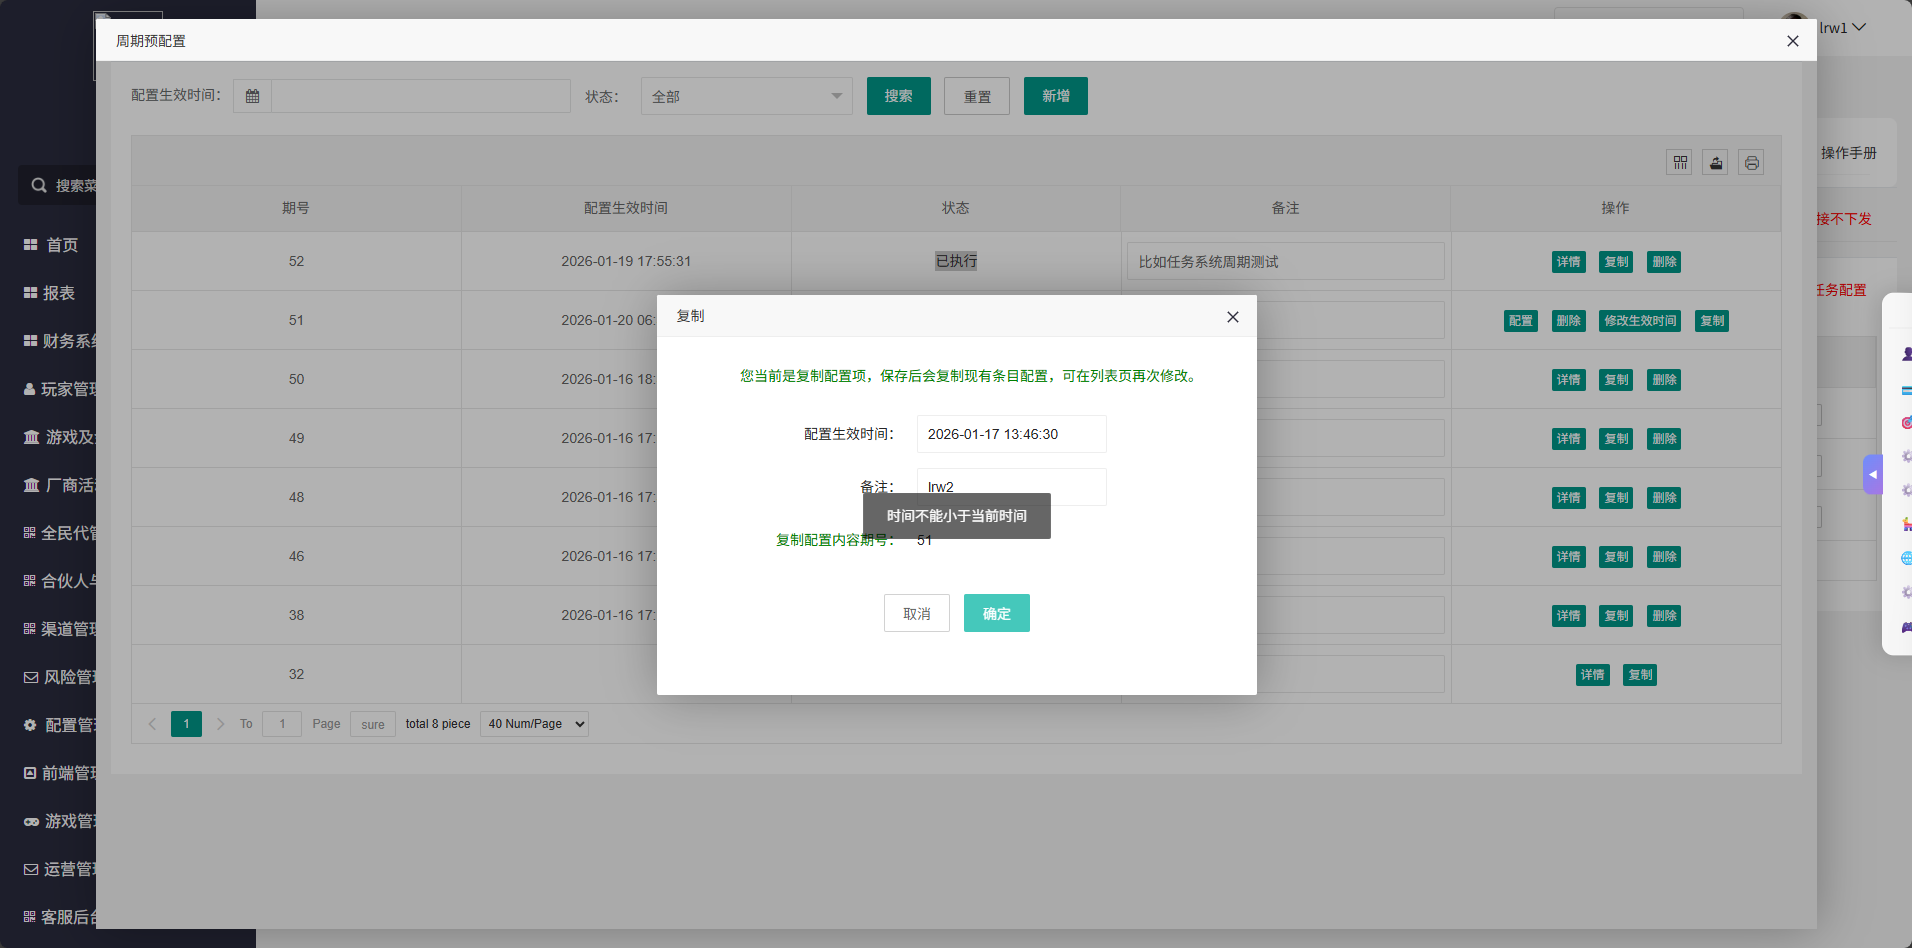 lrw1
周期预配置
配置生效时间：
状态：
全部
搜索
重置
新增
操作手册
搜索菜
接不下发
期号
配置生效时间
状态
备注
操作
首页
52
2026-01-19 17:55:31
已执行
比如任务系统周期测试
详情
复制
删除
报表
任务配置
51
2026-01-20 06:
配置
删除
修改生效时间
复制
财务系统
50
2026-01-16 18:
详情
复制
删除
玩家管理
49
2026-01-16 17:
详情
复制
删除
游戏及
48
2026-01-16 17:
详情
复制
删除
厂商活
全民代管
46
2026-01-16 17:
详情
复制
删除
合伙人与
38
2026-01-16 17:
详情
复制
删除
渠道管理
32
详情
复制
风险管理
1
To
1
Page
sure
total 8 piece
40 Num/Page
配置管理
前端管理
游戏管理
运营管理
客服后台
复制
您当前是复制配置项，保存后会复制现有条目配置，可在列表页再次修改。
配置生效时间：
2026-01-17 13:46:30
备注：
lrw2
时间不能小于当前时间
复制配置内容期号：
51
取消
确定